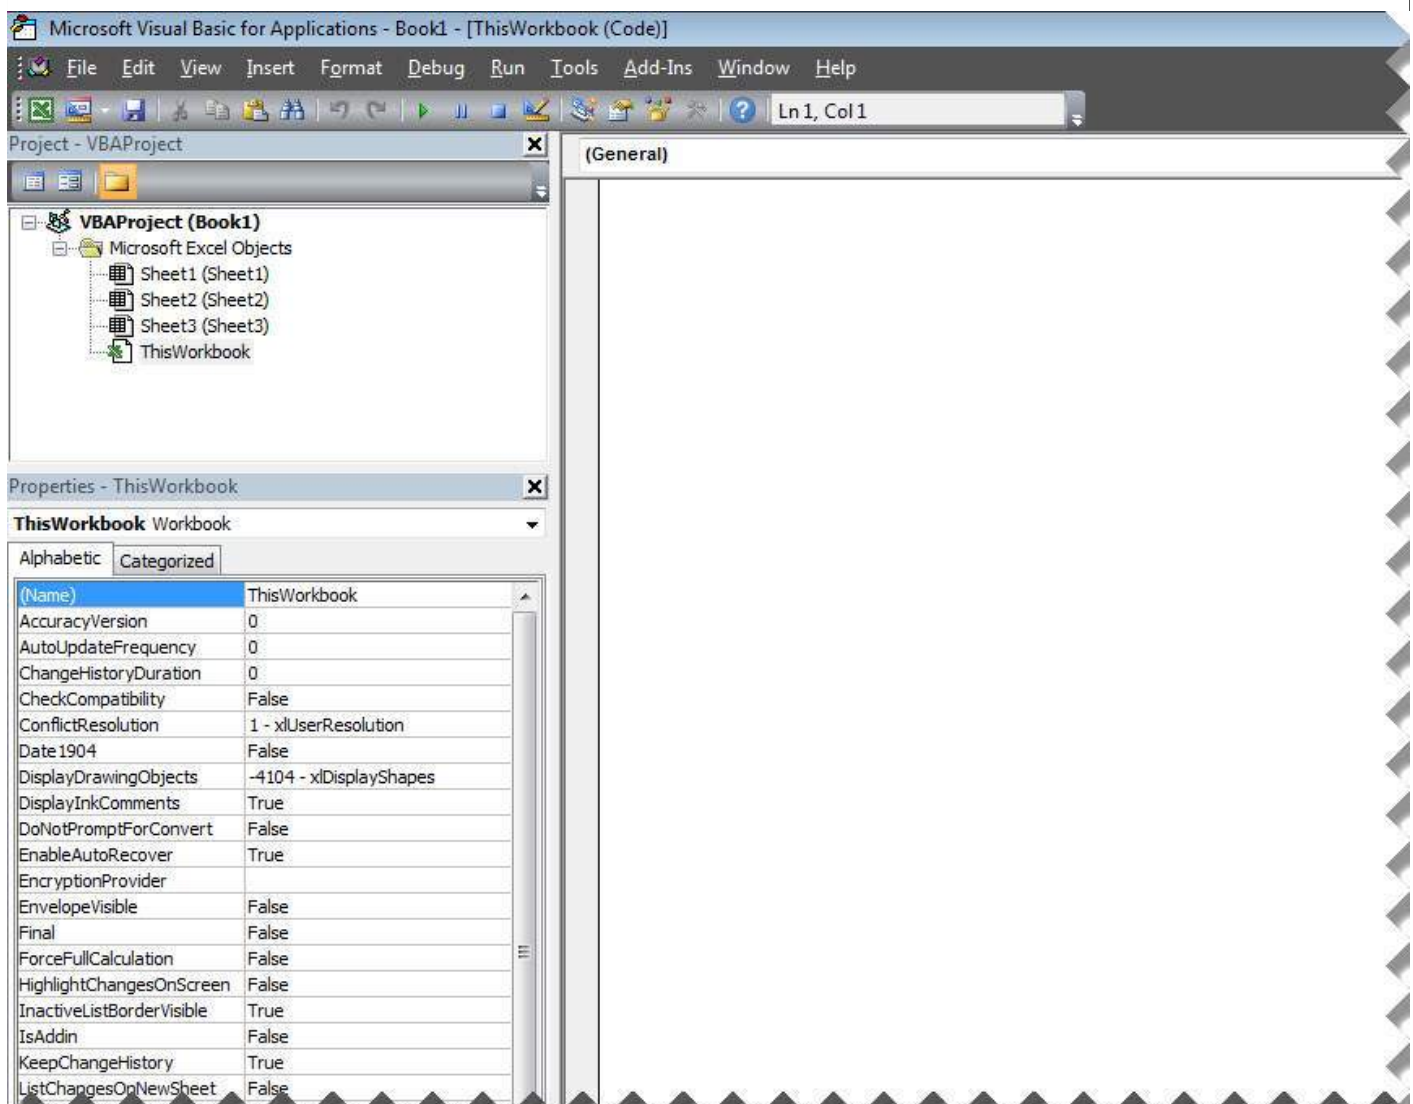 Microsoft Visual Basic for Applications - Book1 - [ThisWorkbook (Code)]
File Edit View Insert Format Debug Run Tools Add-Ins Window Help
Ln 1, Col 1
Project - VBAProject
(General)
VBAProject (Book1)
Microsoft Excel Objects
Sheet1 (Sheet1)
Sheet2 (Sheet2)
Sheet3 (Sheet3)
ThisWorkbook
Properties - ThisWorkbook
ThisWorkbook Workbook
Alphabetic Categorized
(Name) ThisWorkbook
AccuracyVersion 0
AutoUpdateFrequency 0
ChangeHistoryDuration 0
CheckCompatibility False
ConflictResolution 1 - xlUserResolution
Date1904 False
DisplayDrawingObjects -4104 - xlDisplayShapes
DisplayInkComments True
DoNotPromptForConvert False
EnableAutoRecover True
EncryptionProvider
EnvelopeVisible False
Final False
ForceFullCalculation False
HighlightChangesOnScreen False
InactiveListBorderVisible True
IsAddin False
KeepChangeHistory True
ListChangesOnNewSheet False